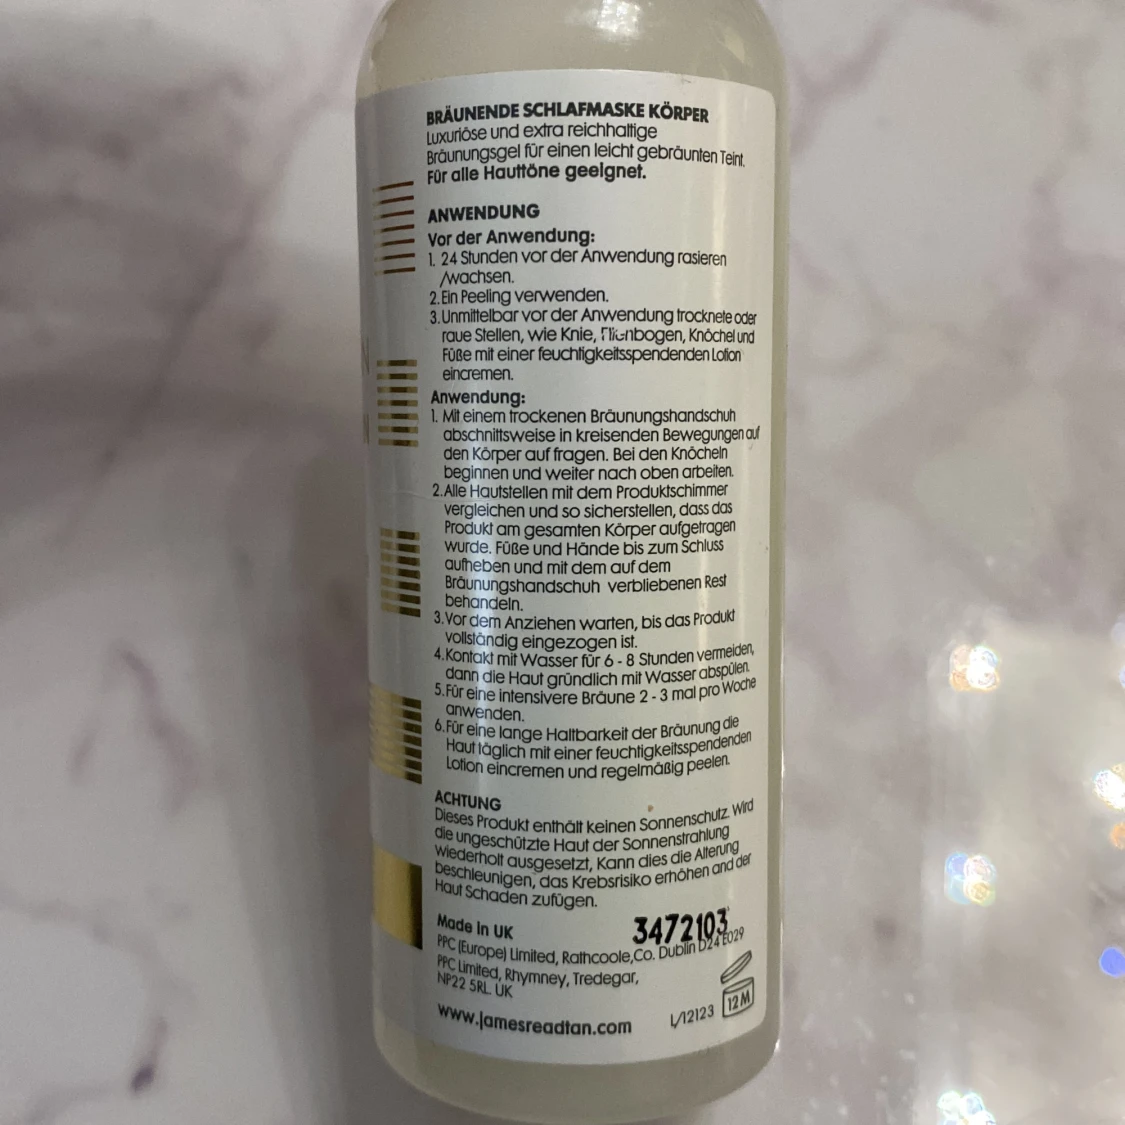 BRÄUNENDE SCHLAFMASKE KÖRPER
Luxuriöse und extra reichhaltige
Bräunungsgel für einen leicht gebräunten Teint.
Für alle Hauttöne geeignet.
ANWENDUNG
Vor der Anwendung:
1. 24 Stunden vor der Anwendung rasieren
/wachsen.
2. Ein Peeling verwenden.
3. Unmittelbar vor der Anwendung trocknete oder
raue Stellen, wie Knie, Knöchel und
Füße mit einer feuchtigkeitsspendenden Lotion
eincremen.
Anwendung:
1. Mit einem trockenen Bräunungshandschuh
abschnittsweise in kreisenden Bewegungen auf
den Körper auf fragen. Bei den Knöcheln
beginnen und weiter nach oben arbeiten.
2. Alle Hautstellen mit dem Produktschimmer
vergleichen und so sicherstellen, dass das
Produkt am gesamten Körper aufgetragen
wurde. Füße und Hände bis zum Schluss
aufheben und mit dem auf dem
Bräunungshandschuh verbliebenen Rest
behandeln.
3. Vor dem Anziehen warten, bis das Produkt
vollständig eingezogen ist.
4. Kontakt mit Wasser für 6 - 8 Stunden vermeiden,
dann die Haut gründlich mit Wasser abspülen.
5. Für eine intensivere Bräune 2 - 3 mal pro Woche
anwenden.
6. Für eine lange Haltbarkeit der Bräunung die
Haut täglich mit einer feuchtigkeitsspendenden
Lotion eincremen und regelmäßig peelen.
ACHTUNG
Dieses Produkt enthält keinen Sonnenschutz. Wird
die ungeschützte Haut der Sonnenstrahlung
wiederholt ausgesetzt, Kann dies die Alterung
beschleunigen, das Krebsrisiko erhöhen and der
Haut Schaden zufügen.
Made in UK
3472103
PPC (Europe) Limited, Rathcoole, Co. Dublin D24 E029
PPC Limited, Rhymney, Tredegar,
NP22 5RL. UK
www.jamesreadtan.com
L/12123
12M